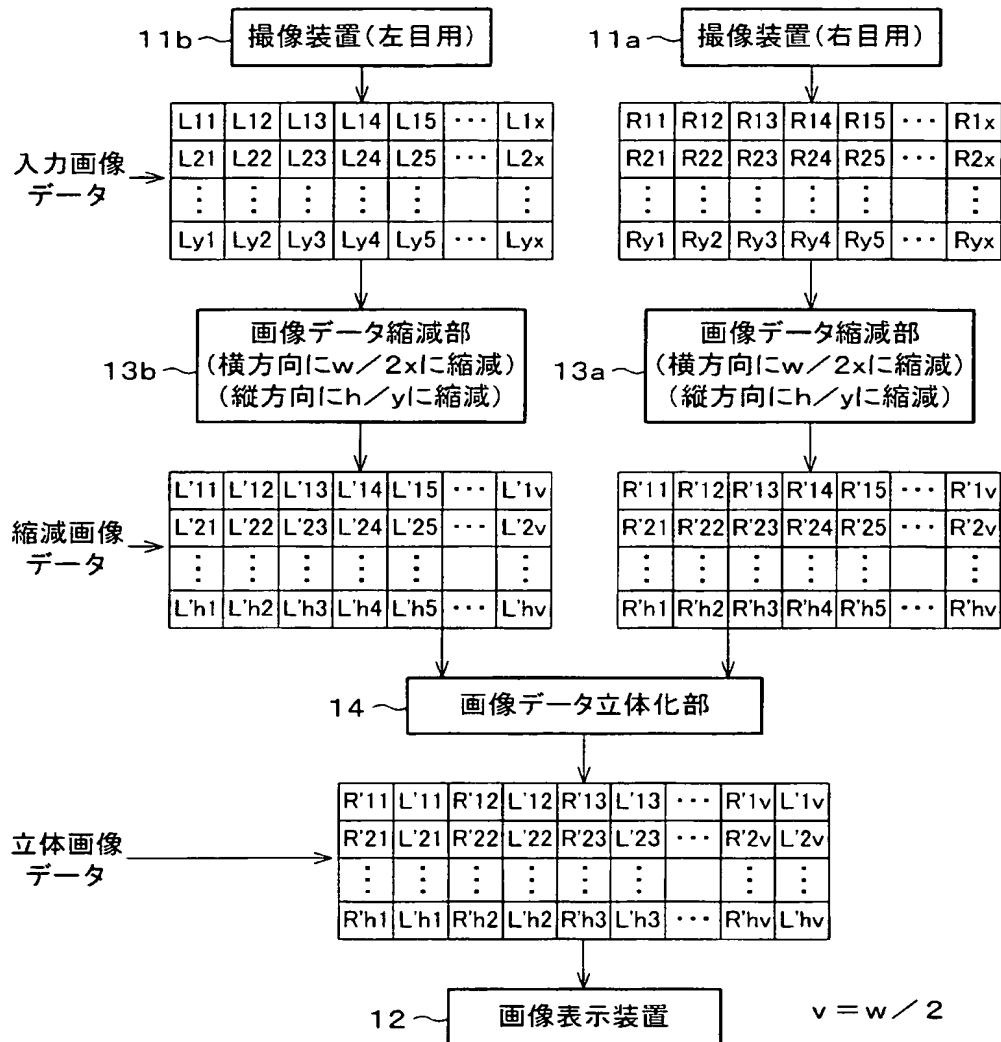 11b 撮像装置(左目用) 11a 撮像装置(右目用)
L11 L12 L13 L14 L15 ··· L1x R11 R12 R13 R14 R15 ··· R1x
入力画像データ L21 L22 L23 L24 L25 ··· L2x R21 R22 R23 R24 R25 ··· R2x
⋮ ⋮ ⋮ ⋮ ⋮ ⋮ ⋮ ⋮ ⋮ ⋮ ⋮ ⋮
Ly1 Ly2 Ly3 Ly4 Ly5 ··· Lyx Ry1 Ry2 Ry3 Ry4 Ry5 ··· Ryx
13b 画像データ縮減部 13a 画像データ縮減部
(横方向にw/2xに縮減) (横方向にw/2xに縮減)
(縦方向にh/yに縮減) (縦方向にh/yに縮減)
L'11 L'12 L'13 L'14 L'15 ··· L'1v R'11 R'12 R'13 R'14 R'15 ··· R'1v
縮減画像データ L'21 L'22 L'23 L'24 L'25 ··· L'2v R'21 R'22 R'23 R'24 R'25 ··· R'2v
⋮ ⋮ ⋮ ⋮ ⋮ ⋮ ⋮ ⋮ ⋮ ⋮ ⋮ ⋮
L'h1 L'h2 L'h3 L'h4 L'h5 ··· L'hv R'h1 R'h2 R'h3 R'h4 R'h5 ··· R'hv
14 画像データ立体化部
R'11 L'11 R'12 L'12 R'13 L'13 ··· R'1v L'1v
立体画像データ R'21 L'21 R'22 L'22 R'23 L'23 ··· R'2v L'2v
⋮ ⋮ ⋮ ⋮ ⋮ ⋮ ⋮ ⋮
R'h1 L'h1 R'h2 L'h2 R'h3 L'h3 ··· R'hv L'hv
12 画像表示装置 v=w/2